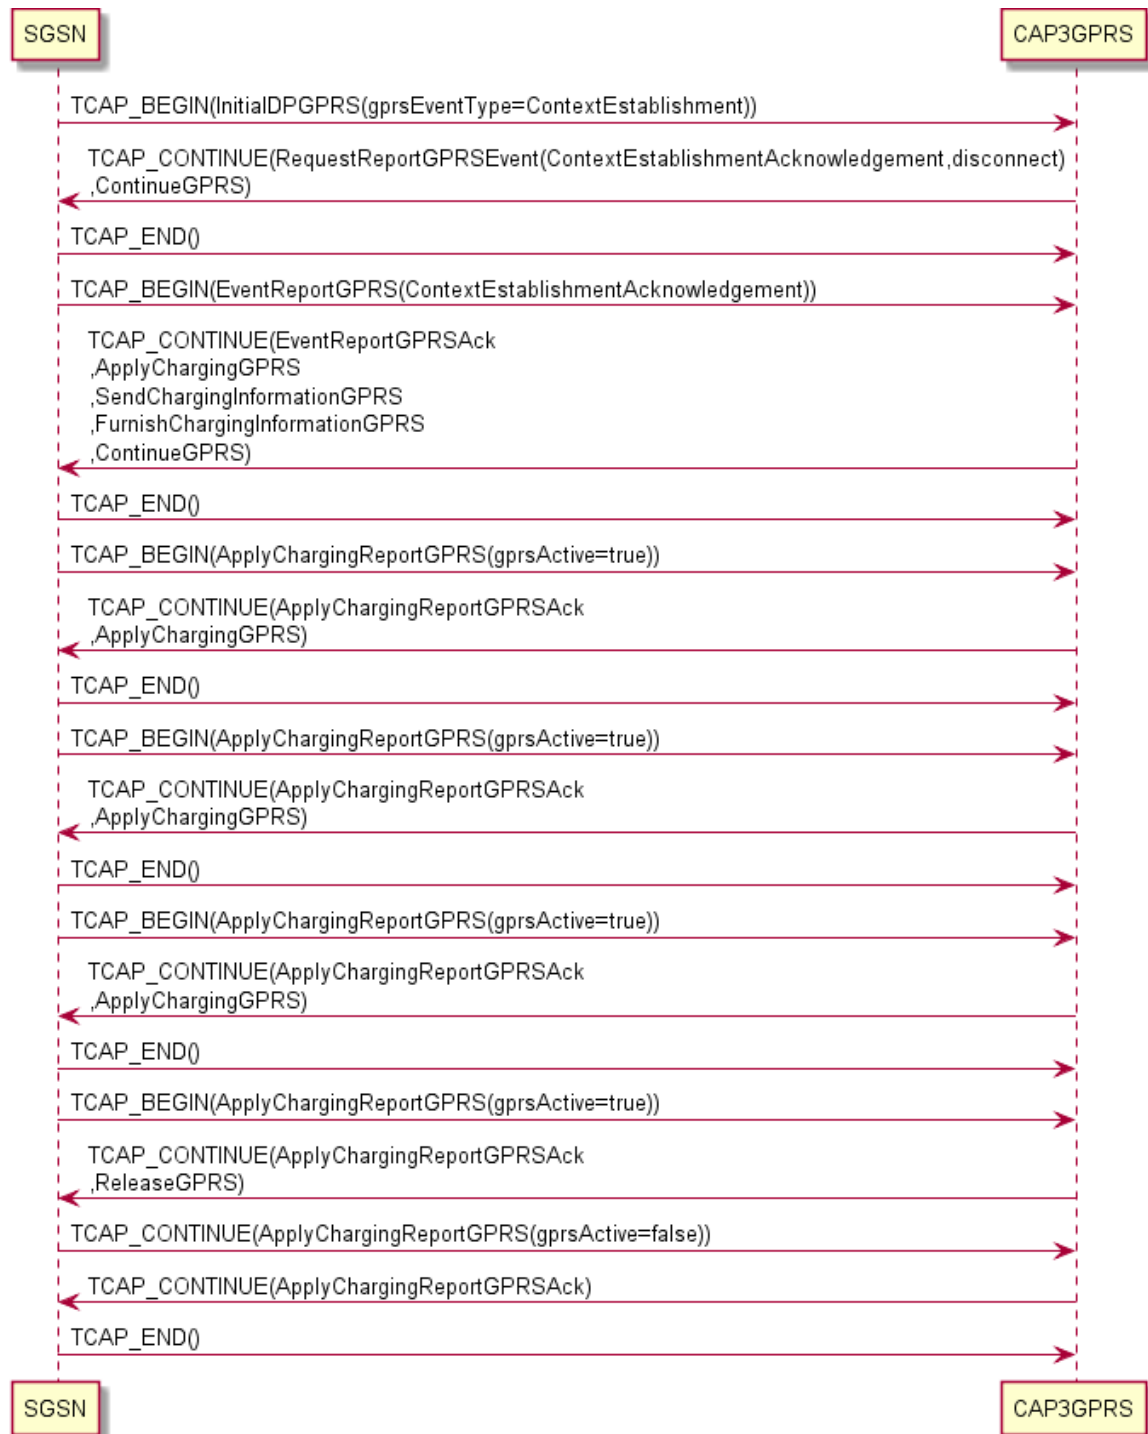 SGSN
CAP3GPRS
TCAP_BEGIN(InitialDPGPRS(gprsEventType=ContextEstablishment))
TCAP_CONTINUE(RequestReportGPRSEvent(ContextEstablishmentAcknowledgement,disconnect)
,ContinueGPRS)
TCAP_END()
TCAP_BEGIN(EventReportGPRS(ContextEstablishmentAcknowledgement))
TCAP_CONTINUE(EventReportGPRSAck
,ApplyChargingGPRS
,SendChargingInformationGPRS
,FurnishChargingInformationGPRS
,ContinueGPRS)
TCAP_END()
TCAP_BEGIN(ApplyChargingReportGPRS(gprsActive=true))
TCAP_CONTINUE(ApplyChargingReportGPRSAck
,ApplyChargingGPRS)
TCAP_END()
TCAP_BEGIN(ApplyChargingReportGPRS(gprsActive=true))
TCAP_CONTINUE(ApplyChargingReportGPRSAck
,ApplyChargingGPRS)
TCAP_END()
TCAP_BEGIN(ApplyChargingReportGPRS(gprsActive=true))
TCAP_CONTINUE(ApplyChargingReportGPRSAck
,ApplyChargingGPRS)
TCAP_END()
TCAP_BEGIN(ApplyChargingReportGPRS(gprsActive=true))
TCAP_CONTINUE(ApplyChargingReportGPRSAck
,ReleaseGPRS)
TCAP_CONTINUE(ApplyChargingReportGPRS(gprsActive=false))
TCAP_CONTINUE(ApplyChargingReportGPRSAck)
TCAP_END()
SGSN
CAP3GPRS